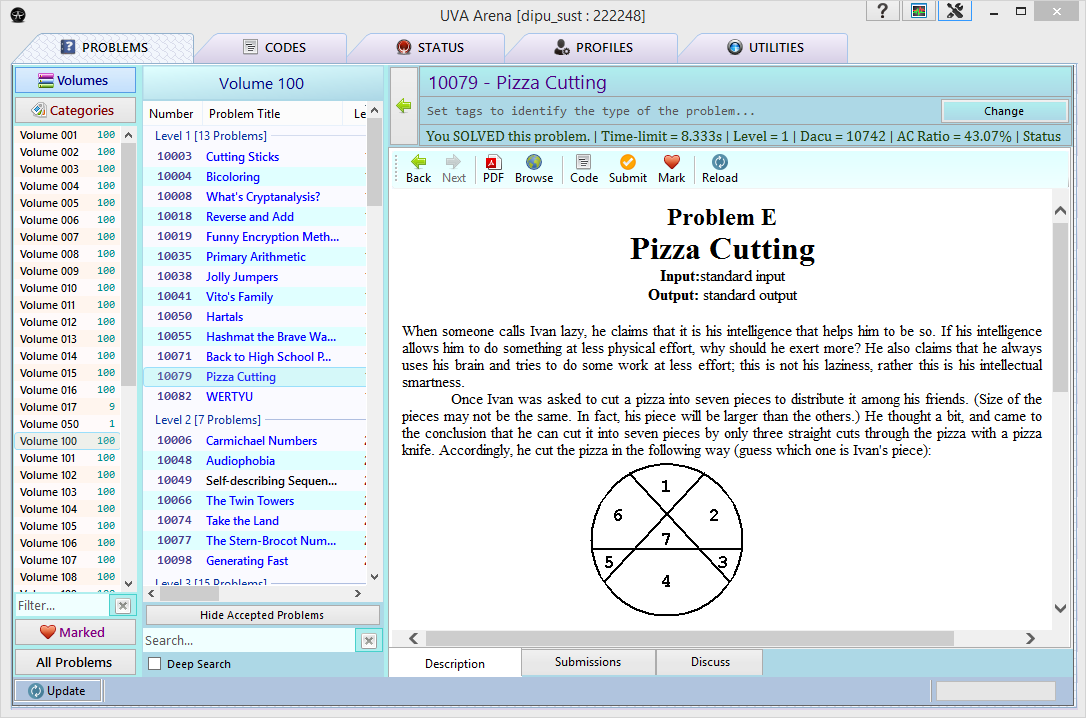 UVA Arena [dipu_sust : 222248]
PROBLEMS
CODES
STATUS
PROFILES
UTILITIES
Volumes
Categories
Volume 001 100
Volume 002 100
Volume 003 100
Volume 004 100
Volume 005 100
Volume 006 100
Volume 007 100
Volume 008 100
Volume 009 100
Volume 010 100
Volume 011 100
Volume 012 100
Volume 013 100
Volume 014 100
Volume 015 100
Volume 016 100
Volume 017 9
Volume 050 1
Volume 100 100
Volume 101 100
Volume 102 100
Volume 103 100
Volume 104 100
Volume 105 100
Volume 106 100
Volume 107 100
Volume 108 100
Filter...
Marked
All Problems
Update
Volume 100
Number Problem Title Le
Level 1 [13 Problems]
10003 Cutting Sticks
10004 Bicoloring
10008 What's Cryptanalysis?
10018 Reverse and Add
10019 Funny Encryption Meth...
10035 Primary Arithmetic
10038 Jolly Jumpers
10041 Vito's Family
10050 Hartals
10055 Hashmat the Brave Wa...
10071 Back to High School P...
10079 Pizza Cutting
10082 WERTYU
Level 2 [7 Problems]
10006 Carmichael Numbers
10048 Audiophobia
10049 Self-describing Sequen...
10066 The Twin Towers
10074 Take the Land
10077 The Stern-Brocot Num...
10098 Generating Fast
Level 3 [15 Problems]
Hide Accepted Problems
Search...
Deep Search
10079 - Pizza Cutting
Set tags to identify the type of the problem...
Change
You SOLVED this problem. | Time-limit = 8.333s | Level = 1 | Dacu = 10742 | AC Ratio = 43.07% | Status
Back
Next
PDF
Browse
Code
Submit
Mark
Reload
Problem E
Pizza Cutting
Input:standard input
Output: standard output
When someone calls Ivan lazy, he claims that it is his intelligence that helps him to be so. If his intelligence
allows him to do something at less physical effort, why should he exert more? He also claims that he always
uses his brain and tries to do some work at less effort; this is not his laziness, rather this is his intellectual
smartness.
Once Ivan was asked to cut a pizza into seven pieces to distribute it among his friends. (Size of the
pieces may not be the same. In fact, his piece will be larger than the others.) He thought a bit, and came to
the conclusion that he can cut it into seven pieces by only three straight cuts through the pizza with a pizza
knife. Accordingly, he cut the pizza in the following way (guess which one is Ivan's piece):
1
6 2
7
5 3
4
Description
Submissions
Discuss